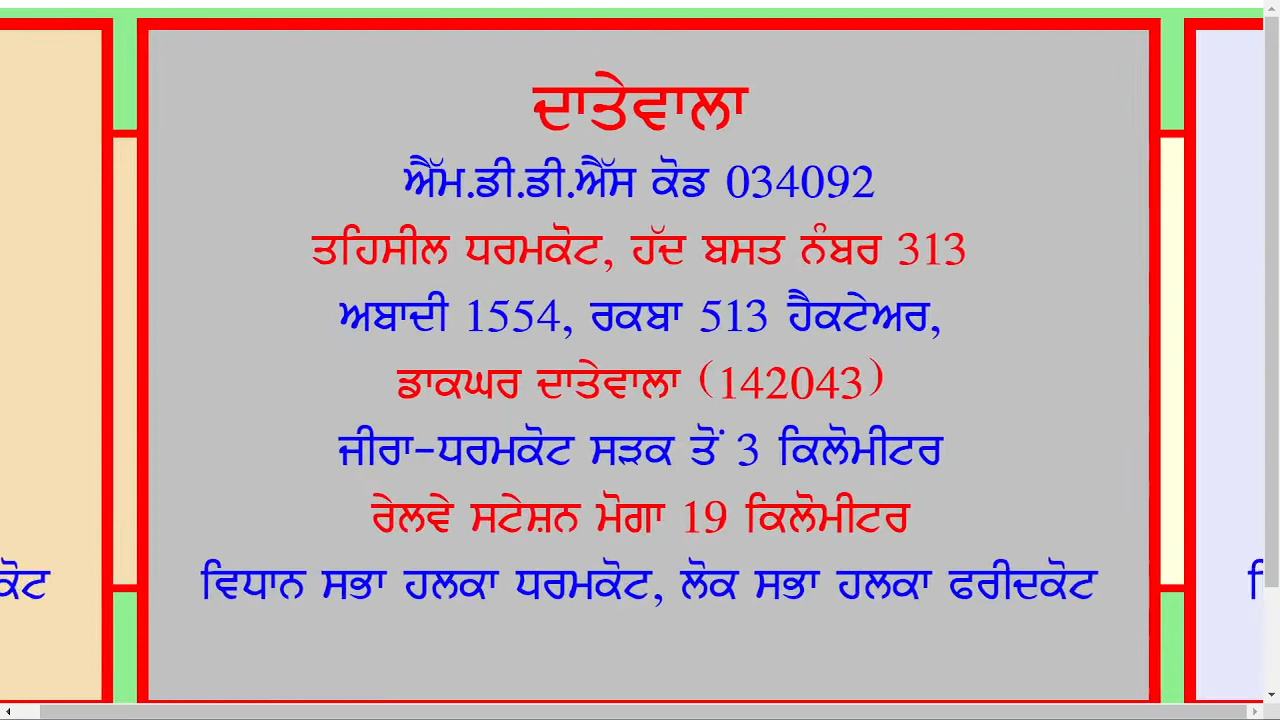 ਦਾਤੇਵਾਲਾ
ਐੱਮ.ਡੀ.ਡੀ.ਐੱਸ ਕੋਡ 034092
ਤਹਿਸੀਲ ਧਰਮਕੋਟ, ਹੱਦ ਬਸਤ ਨੰਬਰ 313
ਅਬਾਦੀ 1554, ਰਕਬਾ 513 ਹੈਕਟੇਅਰ,
ਡਾਕਘਰ ਦਾਤੇਵਾਲਾ (142043)
ਜੀਰਾ-ਧਰਮਕੋਟ ਸੜਕ ਤੋਂ 3 ਕਿਲੋਮੀਟਰ
ਰੇਲਵੇ ਸਟੇਸ਼ਨ ਮੋਗਾ 19 ਕਿਲੋਮੀਟਰ
ਵਿਧਾਨ ਸਭਾ ਹਲਕਾ ਧਰਮਕੋਟ, ਲੋਕ ਸਭਾ ਹਲਕਾ ਫਰੀਦਕੋਟ